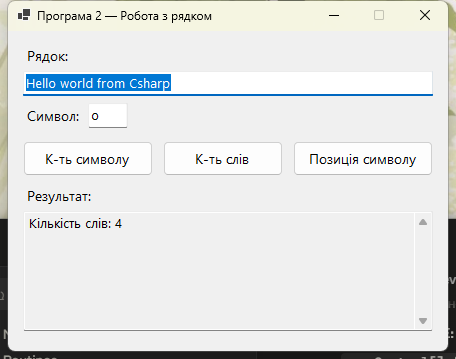 Програма 2 — Робота з рядком
Рядок:
Hello world from Csharp
Символ: o
К-ть символу К-ть слів Позиція символу
Результат:
Кількість слів: 4